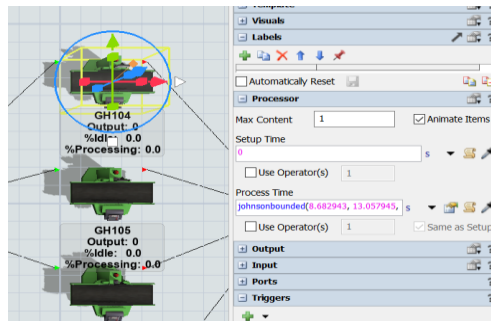 GH104
Output: 0
%Idle: 0.0
%Processing: 0.0
GH105
Output: 0
%Idle: 0.0
%Processing: 0.0
Visuals
Labels
Automatically Reset
Processor
Max Content 1 Animate Items
Setup Time
0 s
Use Operator(s) 1
Process Time
johnsonbounded(8.682943, 13.057945, s
Use Operator(s) 1 Same as Setup
Output
Input
Ports
Triggers